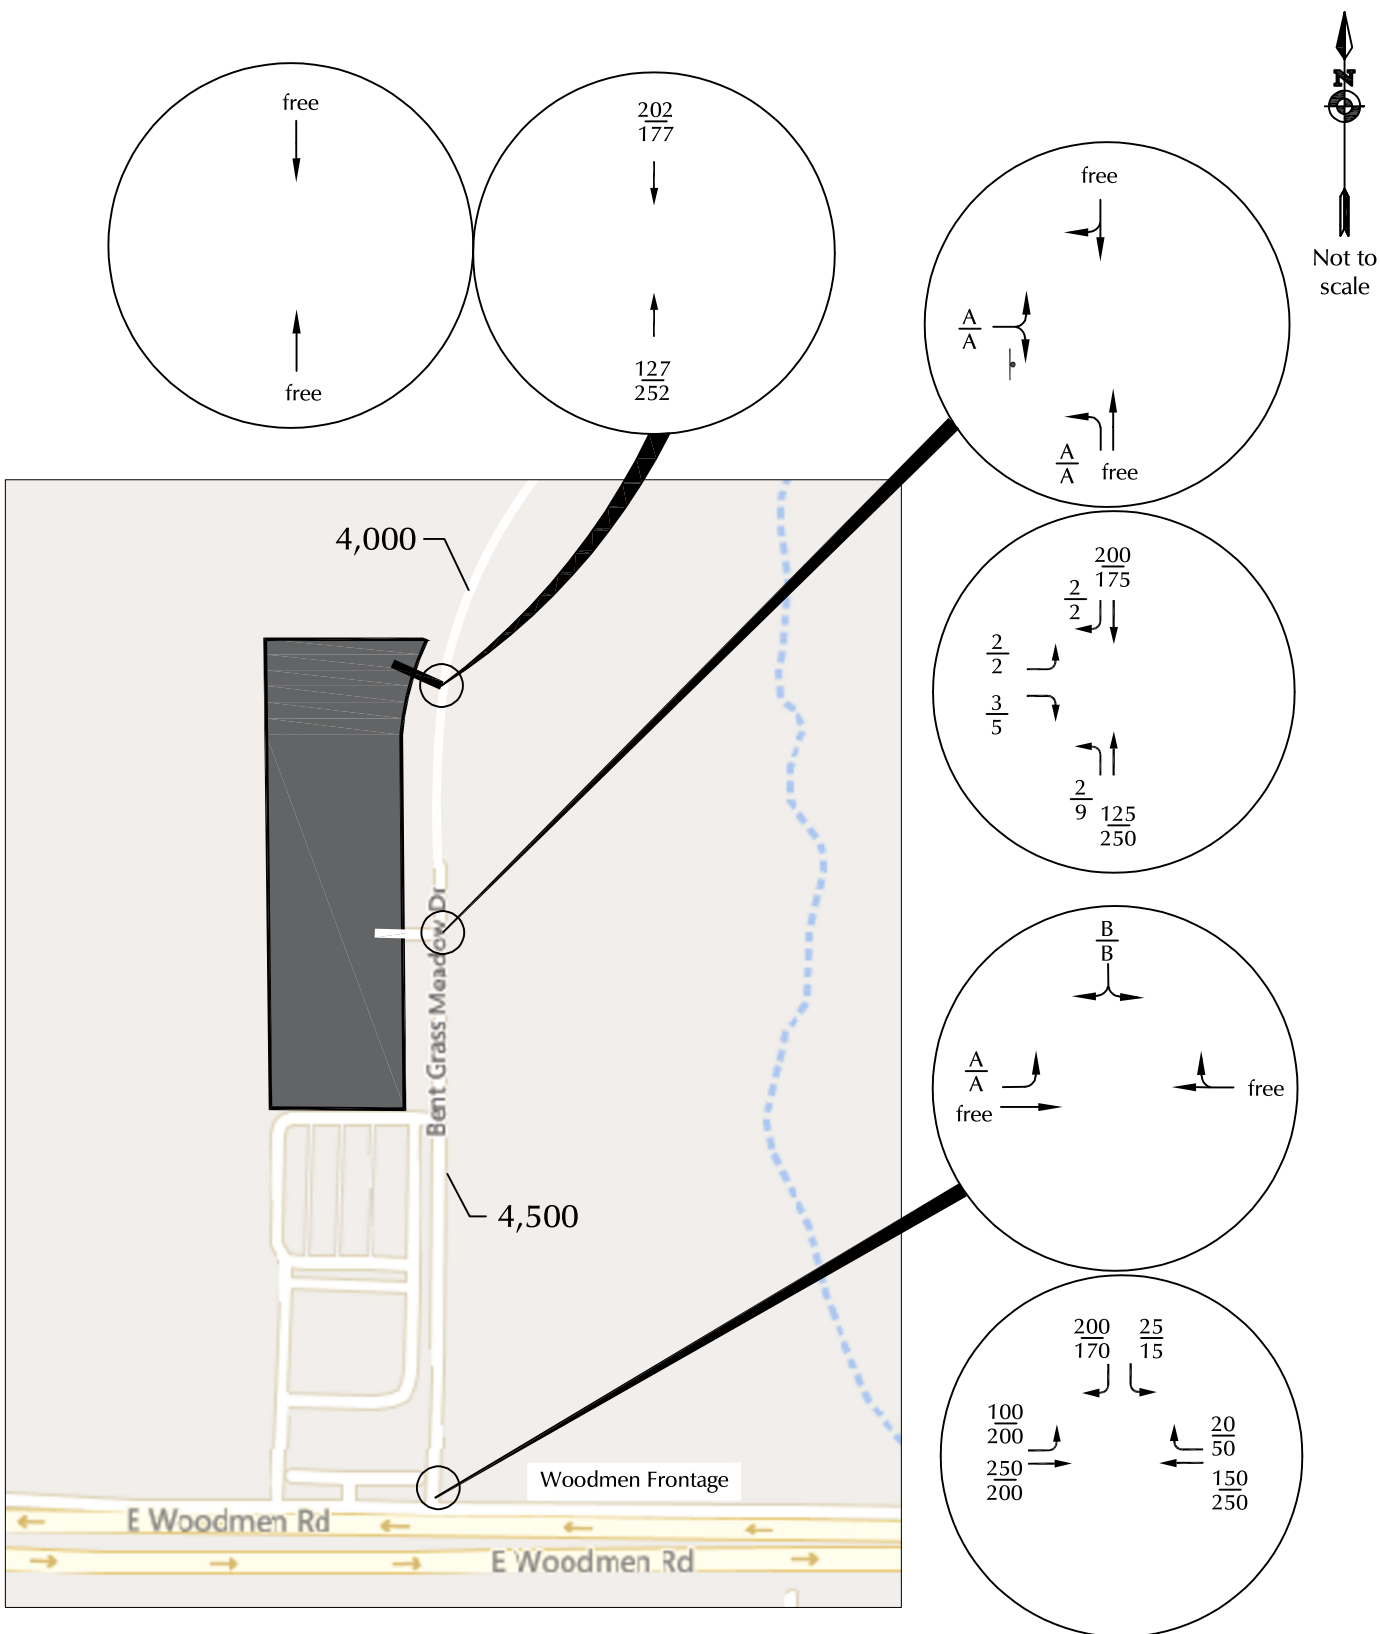 free
free
202
177
127
252
N
Not to
scale
free
A
A
A
A
free
200
175
2
2
2
2
3
5
2
9
125
250
4,000
Bent Grass Meadow Dr
4,500
B
B
A
A
free
free
200
170
25
15
100
200
250
200
20
50
150
250
Woodmen Frontage
E Woodmen Rd
E Woodmen Rd